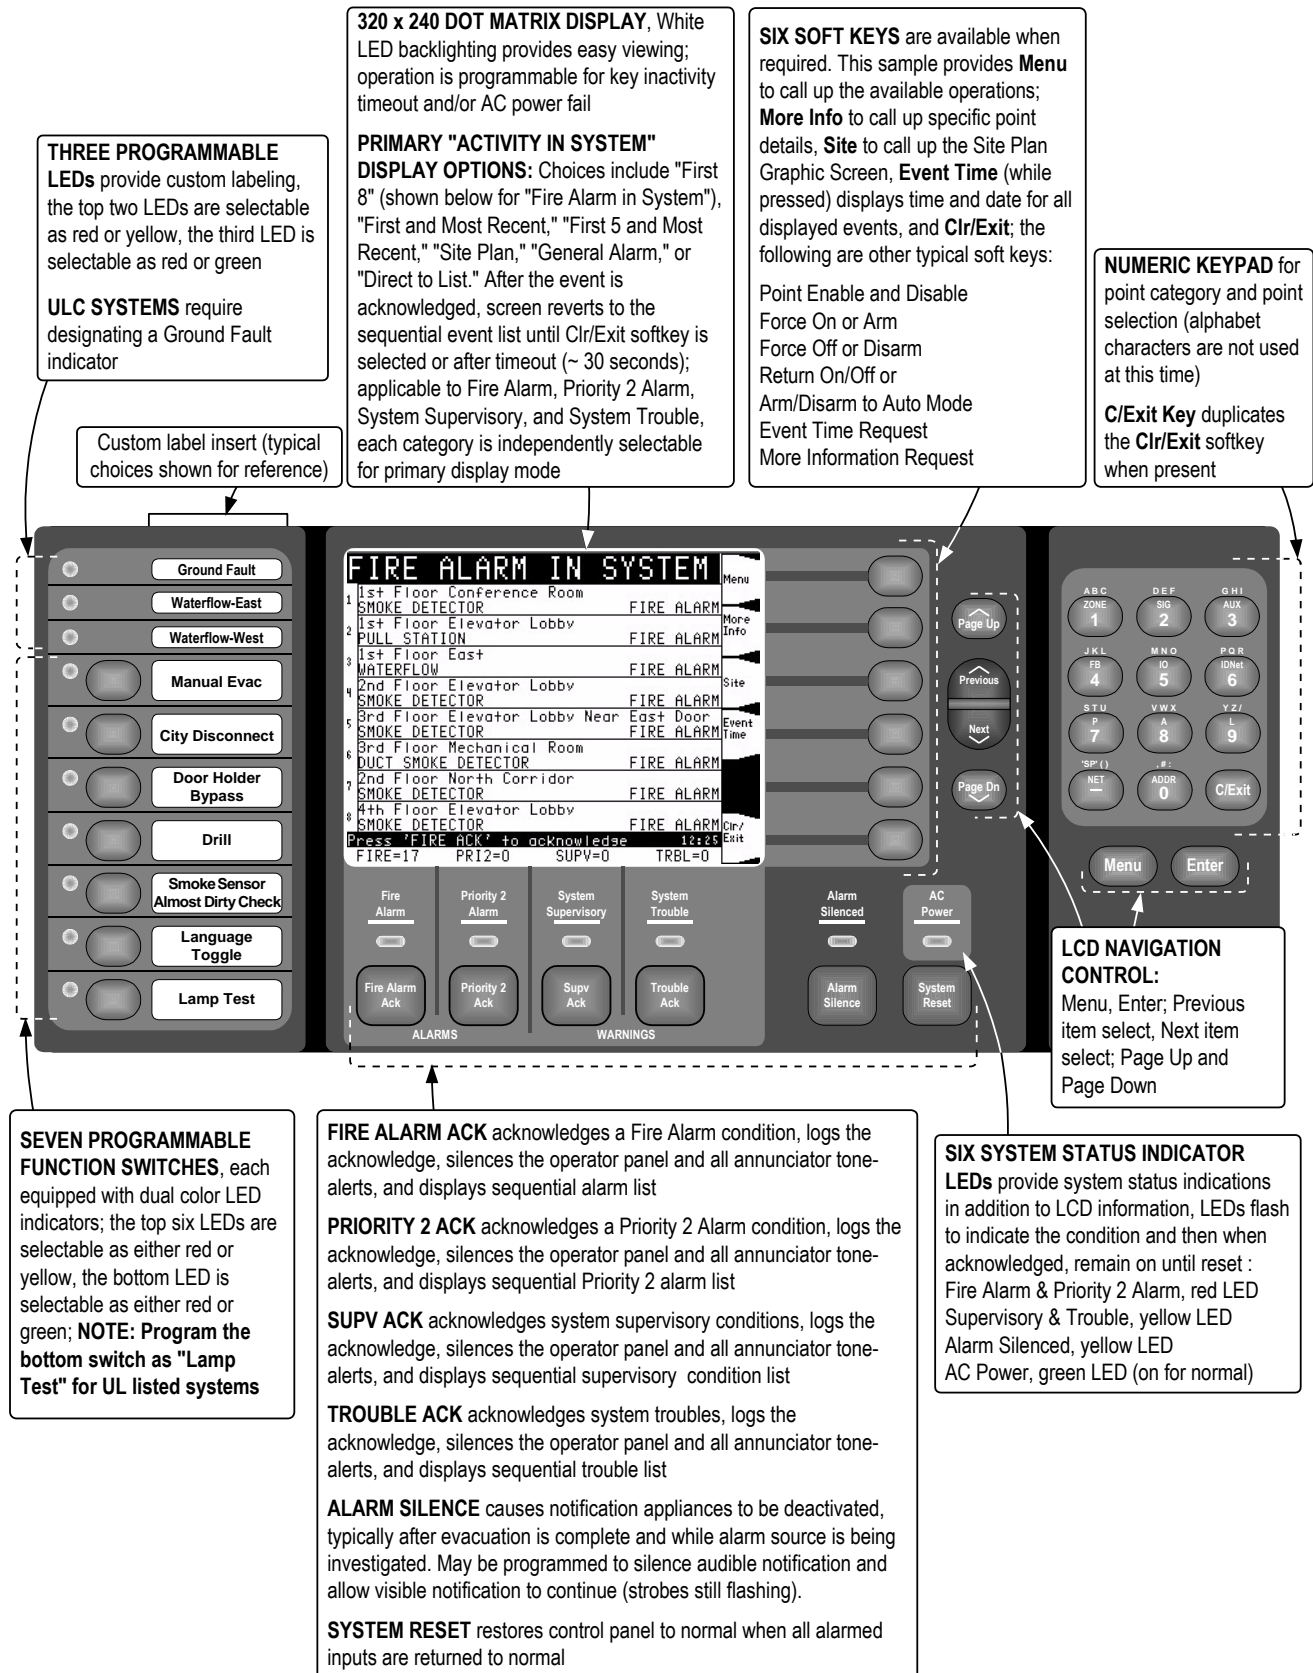 320 x 240 DOT MATRIX DISPLAY, White
LED backlighting provides easy viewing;
operation is programmable for key inactivity
timeout and/or AC power fail
PRIMARY "ACTIVITY IN SYSTEM"
DISPLAY OPTIONS: Choices include "First
8" (shown below for "Fire Alarm in System"),
"First and Most Recent," "First 5 and Most
Recent," "Site Plan," "General Alarm," or
"Direct to List." After the event is
acknowledged, screen reverts to the
sequential event list until Clr/Exit softkey is
selected or after timeout (~ 30 seconds);
applicable to Fire Alarm, Priority 2 Alarm,
System Supervisory, and System Trouble,
each category is independently selectable
for primary display mode
SIX SOFT KEYS are available when
required. This sample provides Menu
to call up the available operations;
More Info to call up specific point
details, Site to call up the Site Plan
Graphic Screen, Event Time (while
pressed) displays time and date for all
displayed events, and Clr/Exit; the
following are other typical soft keys:
Point Enable and Disable
Force On or Arm
Force Off or Disarm
Return On/Off or
Arm/Disarm to Auto Mode
Event Time Request
More Information Request
THREE PROGRAMMABLE
LEDs provide custom labeling,
the top two LEDs are selectable
as red or yellow, the third LED is
selectable as red or green
ULC SYSTEMS require
designating a Ground Fault
indicator
NUMERIC KEYPAD for
point category and point
selection (alphabet
characters are not used
at this time)
C/Exit Key duplicates
the Clr/Exit softkey
when present
Custom label insert (typical
choices shown for reference)
Ground Fault
Waterflow-East
Waterflow-West
Manual Evac
City Disconnect
Door Holder
Bypass
Drill
Smoke Sensor
Almost Dirty Check
Language
Toggle
Lamp Test
FIRE ALARM IN SYSTEM
1 1st Floor Conference Room
SMOKE DETECTOR FIRE ALARM
2 1st Floor Elevator Lobby
PULL STATION FIRE ALARM
3 1st Floor East
WATERFLOW FIRE ALARM
4 2nd Floor Elevator Lobby
SMOKE DETECTOR FIRE ALARM
5 3rd Floor Elevator Lobby Near East Door
SMOKE DETECTOR FIRE ALARM
6 3rd Floor Mechanical Room
DUCT SMOKE DETECTOR FIRE ALARM
7 2nd Floor North Corridor
SMOKE DETECTOR FIRE ALARM
8 4th Floor Elevator Lobby
SMOKE DETECTOR FIRE ALARM
Press 'FIRE ACK' to acknowledge 12:25
FIRE=17 PRI2=0 SUPV=0 TRBL=0
Menu
More
Info
Site
Event
Time
Clr/
Exit
Page Up
Previous
Next
Page Dn
ABC DEF GHI
ZONE SIG AUX
1 2 3
JKL MNO PQR
FB IO IDNet
4 5 6
STU VWX YZ/
P A L
7 8 9
'SP' ( ) , # :
NET ADDR
— 0 C/Exit
Menu Enter
Fire
Alarm
Priority 2
Alarm
System
Supervisory
System
Trouble
Alarm
Silenced
AC
Power
Fire Alarm
Ack
Priority 2
Ack
Supv
Ack
Trouble
Ack
Alarm
Silence
System
Reset
ALARMS WARNINGS
LCD NAVIGATION
CONTROL:
Menu, Enter; Previous
item select, Next item
select; Page Up and
Page Down
SEVEN PROGRAMMABLE
FUNCTION SWITCHES, each
equipped with dual color LED
indicators; the top six LEDs are
selectable as either red or
yellow, the bottom LED is
selectable as either red or
green; NOTE: Program the
bottom switch as "Lamp
Test" for UL listed systems
FIRE ALARM ACK acknowledges a Fire Alarm condition, logs the
acknowledge, silences the operator panel and all annunciator tone-
alerts, and displays sequential alarm list
PRIORITY 2 ACK acknowledges a Priority 2 Alarm condition, logs the
acknowledge, silences the operator panel and all annunciator tone-
alerts, and displays sequential Priority 2 alarm list
SUPV ACK acknowledges system supervisory conditions, logs the
acknowledge, silences the operator panel and all annunciator tone-
alerts, and displays sequential supervisory condition list
TROUBLE ACK acknowledges system troubles, logs the
acknowledge, silences the operator panel and all annunciator tone-
alerts, and displays sequential trouble list
ALARM SILENCE causes notification appliances to be deactivated,
typically after evacuation is complete and while alarm source is being
investigated. May be programmed to silence audible notification and
allow visible notification to continue (strobes still flashing).
SYSTEM RESET restores control panel to normal when all alarmed
inputs are returned to normal
SIX SYSTEM STATUS INDICATOR
LEDs provide system status indications
in addition to LCD information, LEDs flash
to indicate the condition and then when
acknowledged, remain on until reset :
Fire Alarm & Priority 2 Alarm, red LED
Supervisory & Trouble, yellow LED
Alarm Silenced, yellow LED
AC Power, green LED (on for normal)